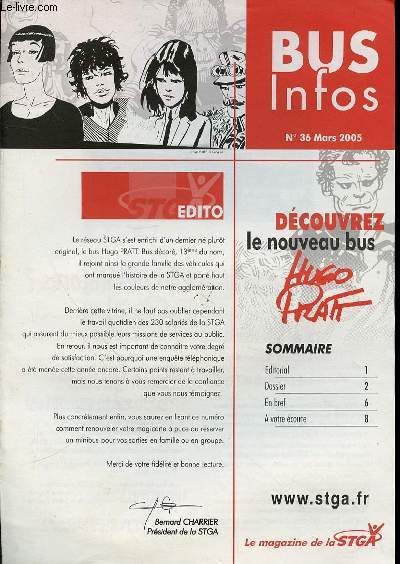 Le-livre.com
BUS
Infos
N° 36 Mars 2005
STGA
EDITO
Le réseau STGA s'est enrichi d'un dernier né plutôt
original, le bus Hugo PRATT. Bus décoré, 13ème du nom,
il rejoint ainsi la grande famille des véhicules qui
ont marqué l'histoire de la STGA et porté haut
les couleurs de notre agglomération.
Derrière cette vitrine, il ne faut pas oublier cependant
le travail quotidien des 230 salariés de la STGA
qui assurent du mieux possible leurs missions de services au public.
En retour, il nous est important de connaître votre degré
de satisfaction. C'est pourquoi une enquête téléphonique
a été menée cette année encore. Certains points restent à travailler,
mais nous tenons à vous remercier de la confiance
que vous nous témoignez.
Plus concrètement enfin, vous saurez en lisant ce numéro
comment renouveler votre magicarte à puce ou réserver
un minibus pour vos sorties en famille ou en groupe.
Merci de votre fidélité et bonne lecture.
Bernard CHARRIER
Président de la STGA
DÉCOUVREZ
le nouveau bus
HUGO
PRATT
SOMMAIRE
Editorial 1
Dossier 2
En bref 6
À votre écoute 8
www.stga.fr
Le magazine de la STGA